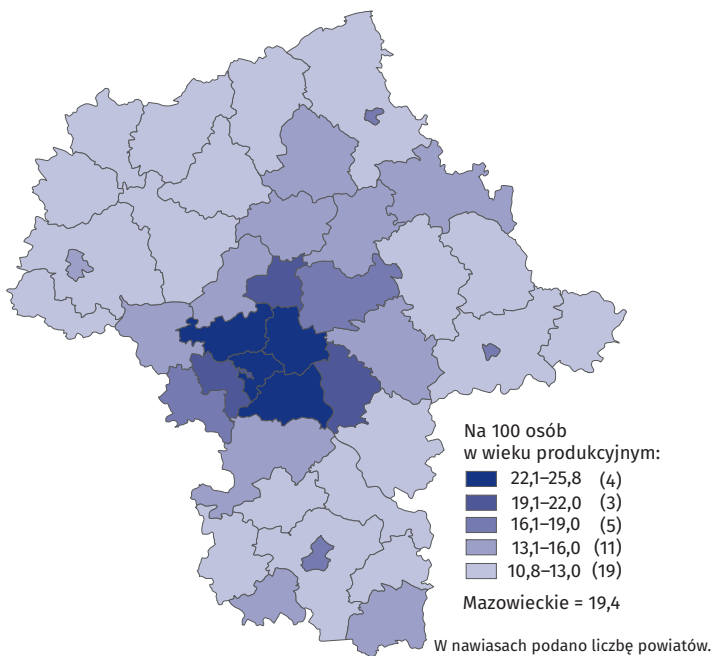 Na 100 osób
w wieku produkcyjnym:
22,1–25,8 (4)
19,1–22,0 (3)
16,1–19,0 (5)
13,1–16,0 (11)
10,8–13,0 (19)
Mazowieckie = 19,4
W nawiasach podano liczbę powiatów.